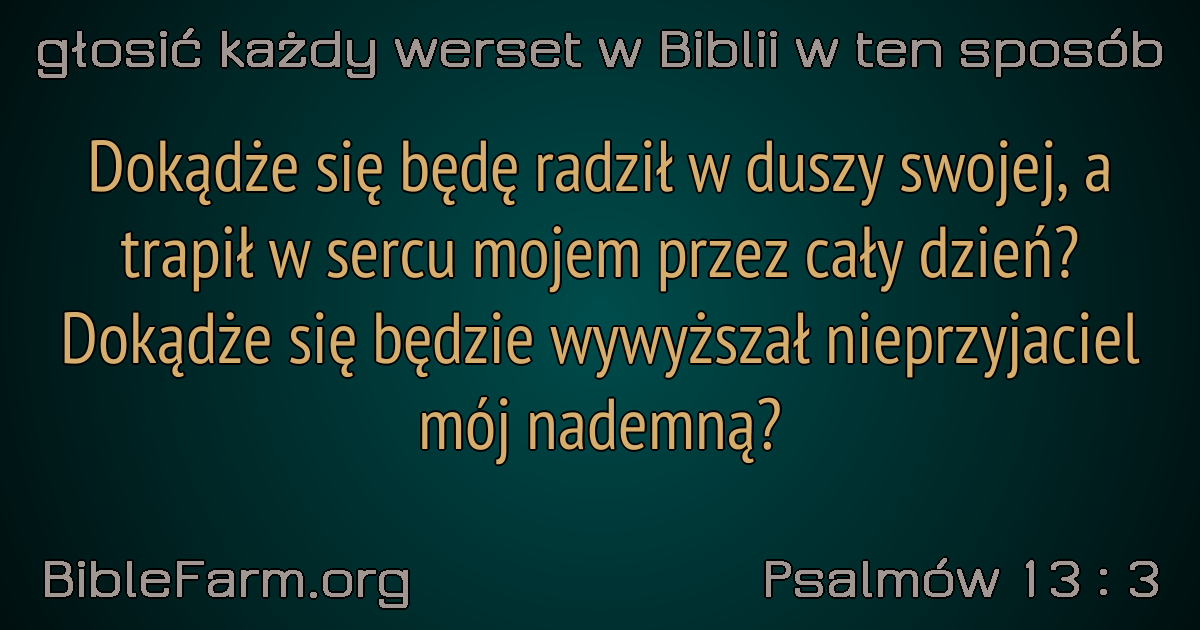 głosić każdy werset w Biblii w ten sposób
Dokądże się będę radził w duszy swojej, a
trapił w sercu mojem przez cały dzień?
Dokądże się będzie wywyższał nieprzyjaciel
mój nademną?
BibleFarm.org
Psalmów 13 : 3